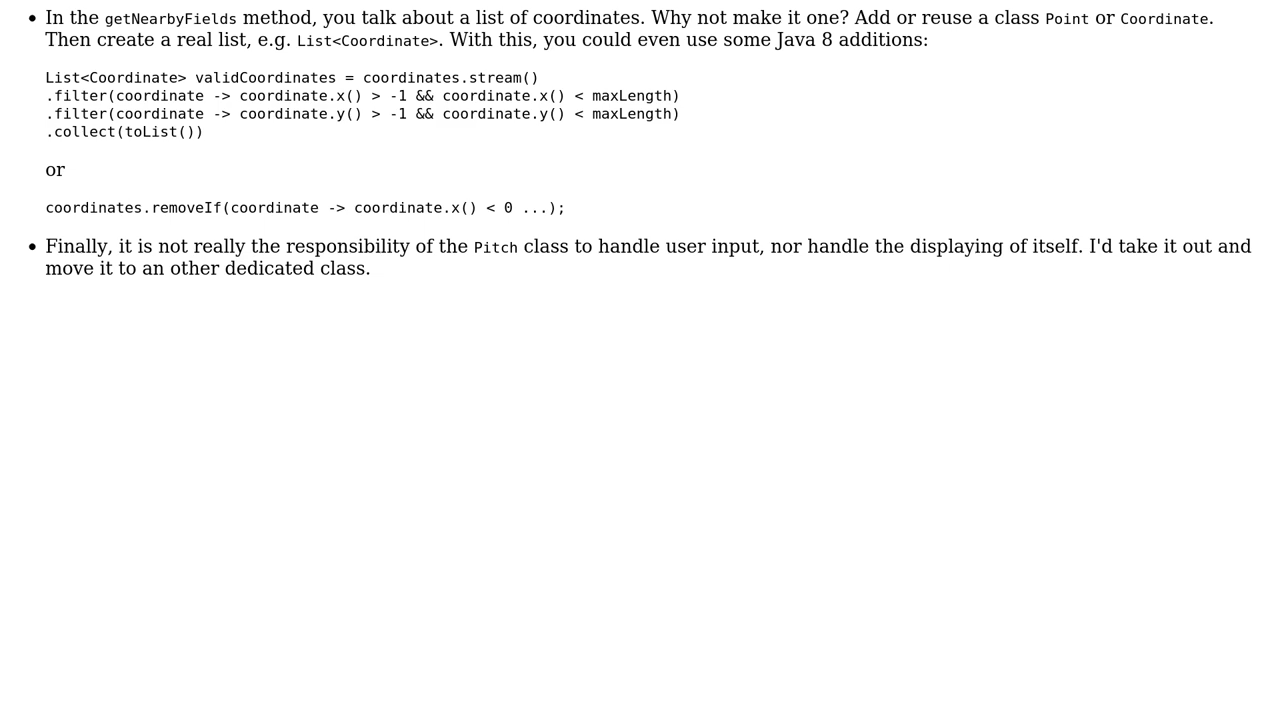 • In the getNearbyFields method, you talk about a list of coordinates. Why not make it one? Add or reuse a class Point or Coordinate.
Then create a real list, e.g. List<Coordinate>. With this, you could even use some Java 8 additions:
List<Coordinate> validCoordinates = coordinates.stream()
.filter(coordinate -> coordinate.x() > -1 && coordinate.x() < maxLength)
.filter(coordinate -> coordinate.y() > -1 && coordinate.y() < maxLength)
.collect(toList())
or
coordinates.removeIf(coordinate -> coordinate.x() < 0 ...);
• Finally, it is not really the responsibility of the Pitch class to handle user input, nor handle the displaying of itself. I'd take it out and
move it to an other dedicated class.